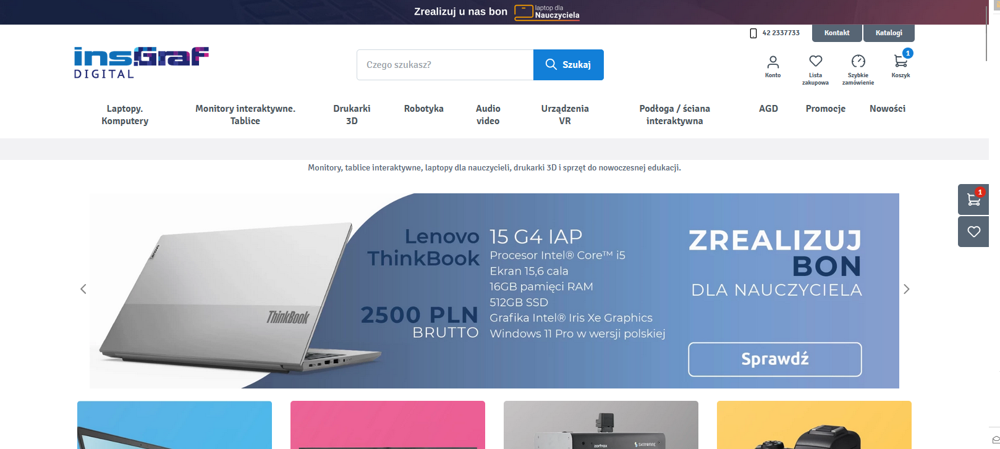 Zrealizuj u nas bon
laptop dla
Nauczyciela
42 2337733
Kontakt
Katalogi
insGraf
DIGITAL
Czego szukasz?
Szukaj
1
Konto
Lista
zakupowa
Szybkie
zamówienie
Koszyk
Laptopy.
Komputery
Monitory interaktywne.
Tablice
Drukarki
3D
Robotyka
Audio
video
Urządzenia
VR
Podłoga / ściana
interaktywna
AGD
Promocje
Nowości
Monitory, tablice interaktywne, laptopy dla nauczycieli, drukarki 3D i sprzęt do nowoczesnej edukacji.
1
Lenovo
ThinkBook
2500 PLN
BRUTTO
15 G4 IAP
Procesor Intel® Core™ i5
Ekran 15,6 cala
16GB pamięci RAM
512GB SSD
Grafika Intel® Iris Xe Graphics
Windows 11 Pro w wersji polskiej
ZREALIZUJ
BON
DLA NAUCZYCIELA
Sprawdź
Lenovo
ThinkBook
zortrax
SKRIWARE